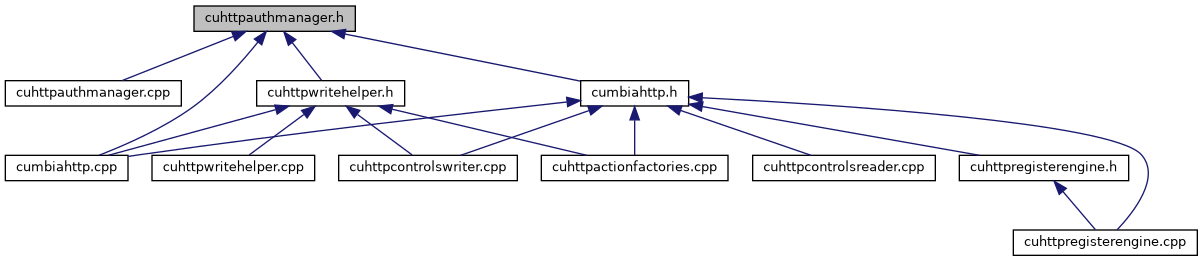 cuhttpauthmanager.h
cuhttpauthmanager.cpp
cuhttpwritehelper.h
cumbiahttp.h
cumbiahttp.cpp
cuhttpwritehelper.cpp
cuhttpcontrolswriter.cpp
cuhttpactionfactories.cpp
cuhttpcontrolsreader.cpp
cuhttpregisterengine.h
cuhttpregisterengine.cpp